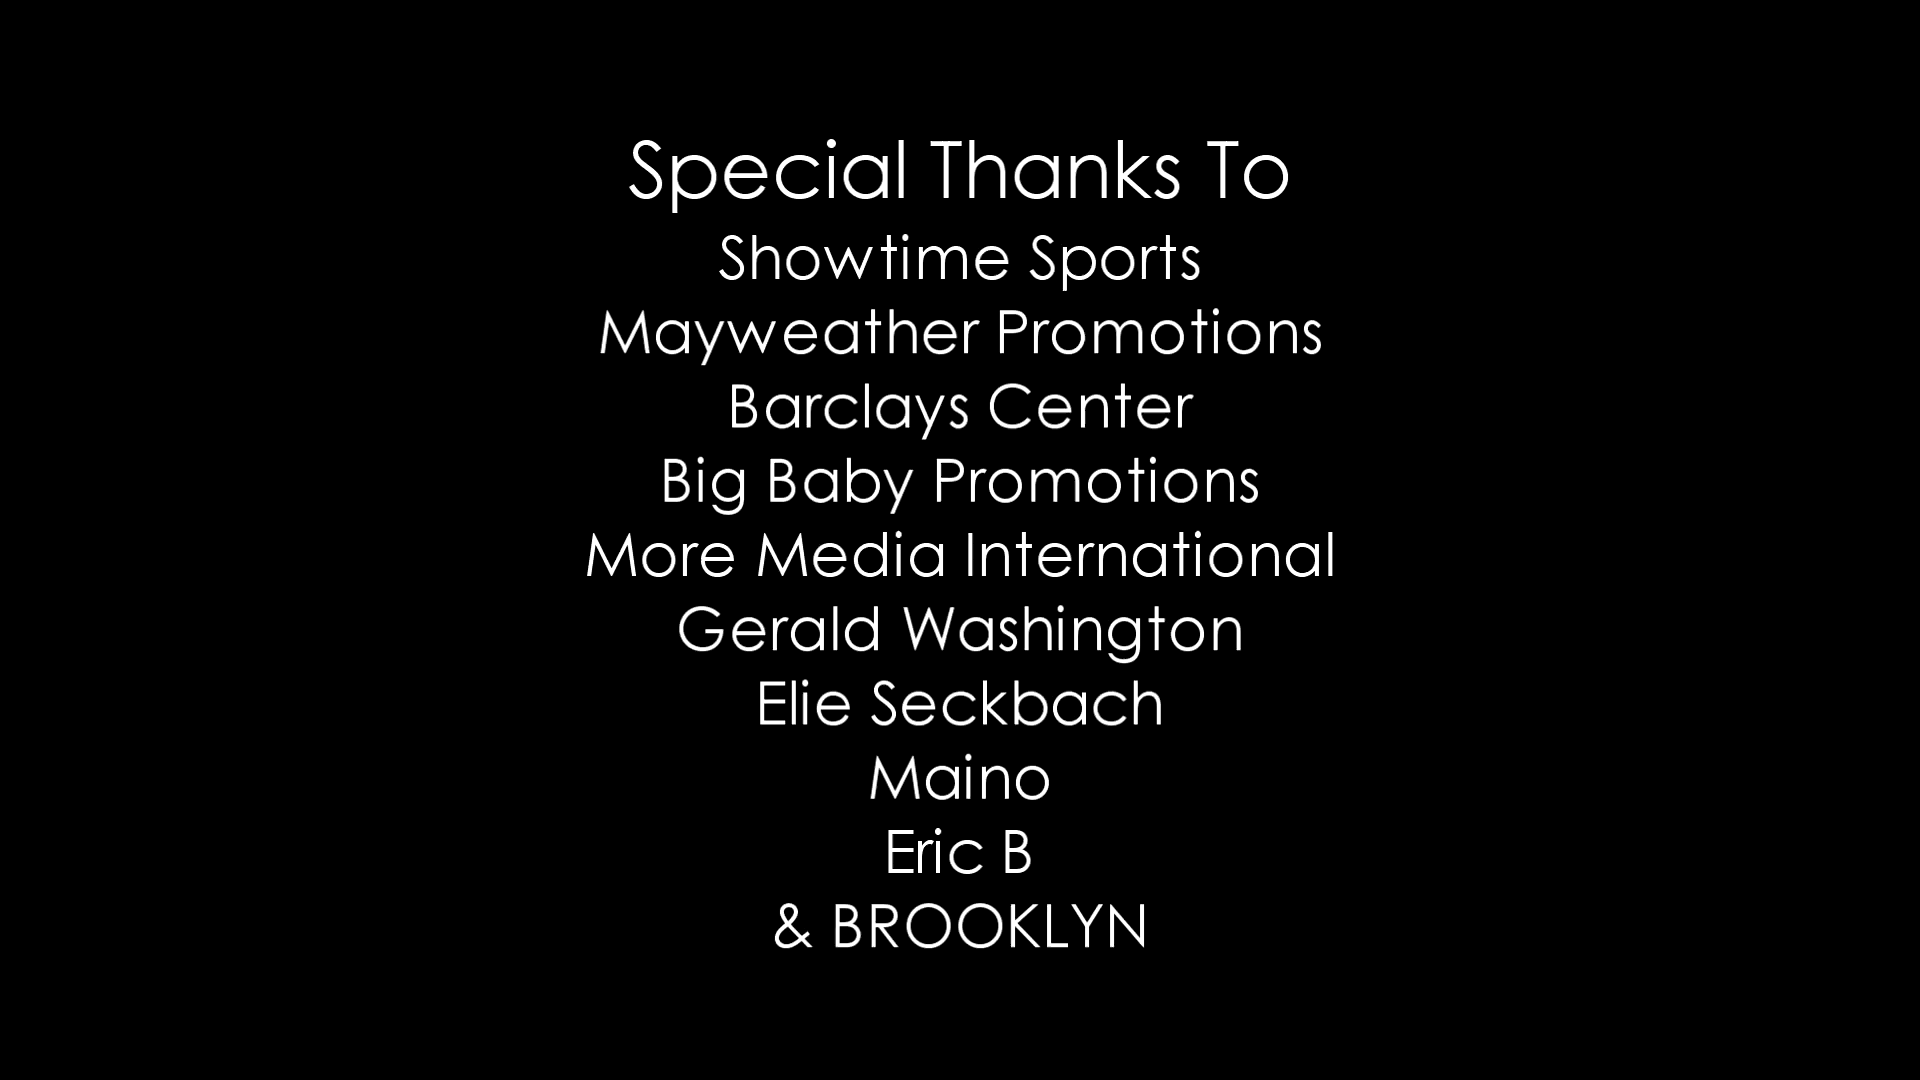 Special Thanks To
Showtime Sports
Mayweather Promotions
Barclays Center
Big Baby Promotions
More Media International
Gerald Washington
Elie Seckbach
Maino
Eric B
& BROOKLYN